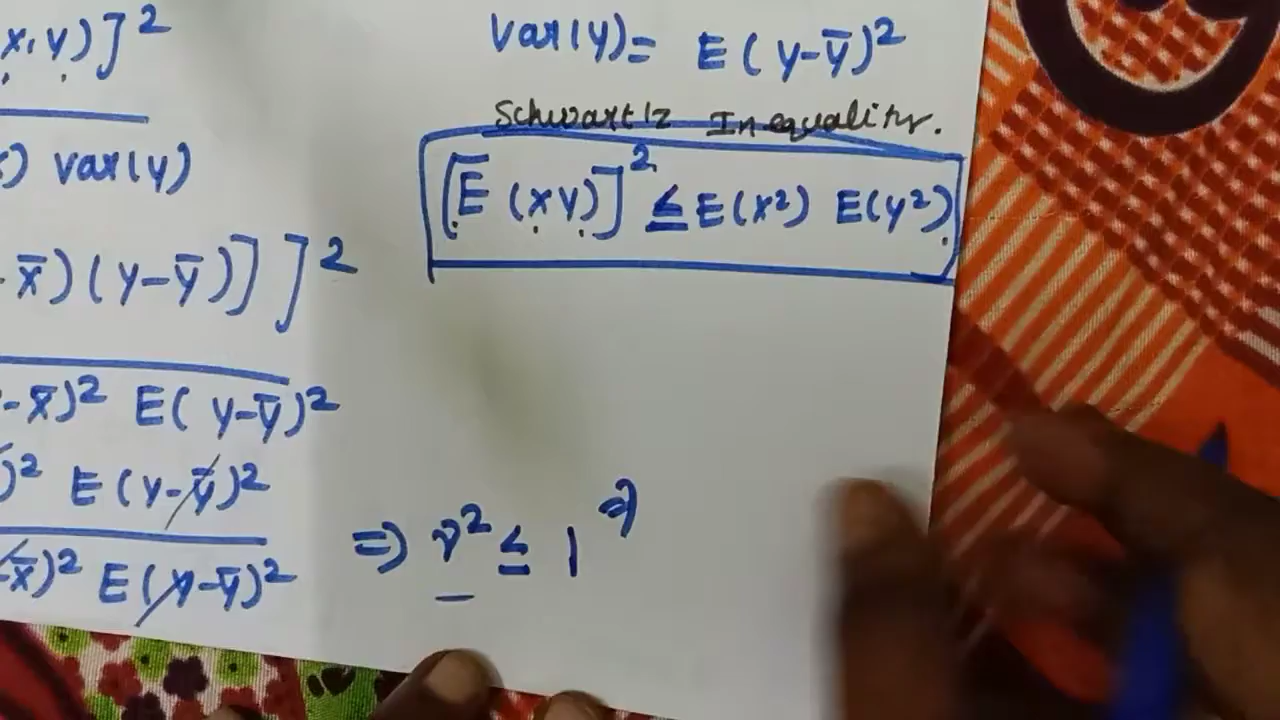 x, y)]²
Var(y) = E(y-ȳ)²
Schwartz Inequality.
) Var(y)
[E(xy)]² ≤ E(x²) E(y²)
-x̄)(y-ȳ)]]²
-x̄)² E(y-ȳ)²
)² E(y-ȳ)²
⇒ r² ≤ 1 ⇒
-x̄)² E(y-ȳ)²